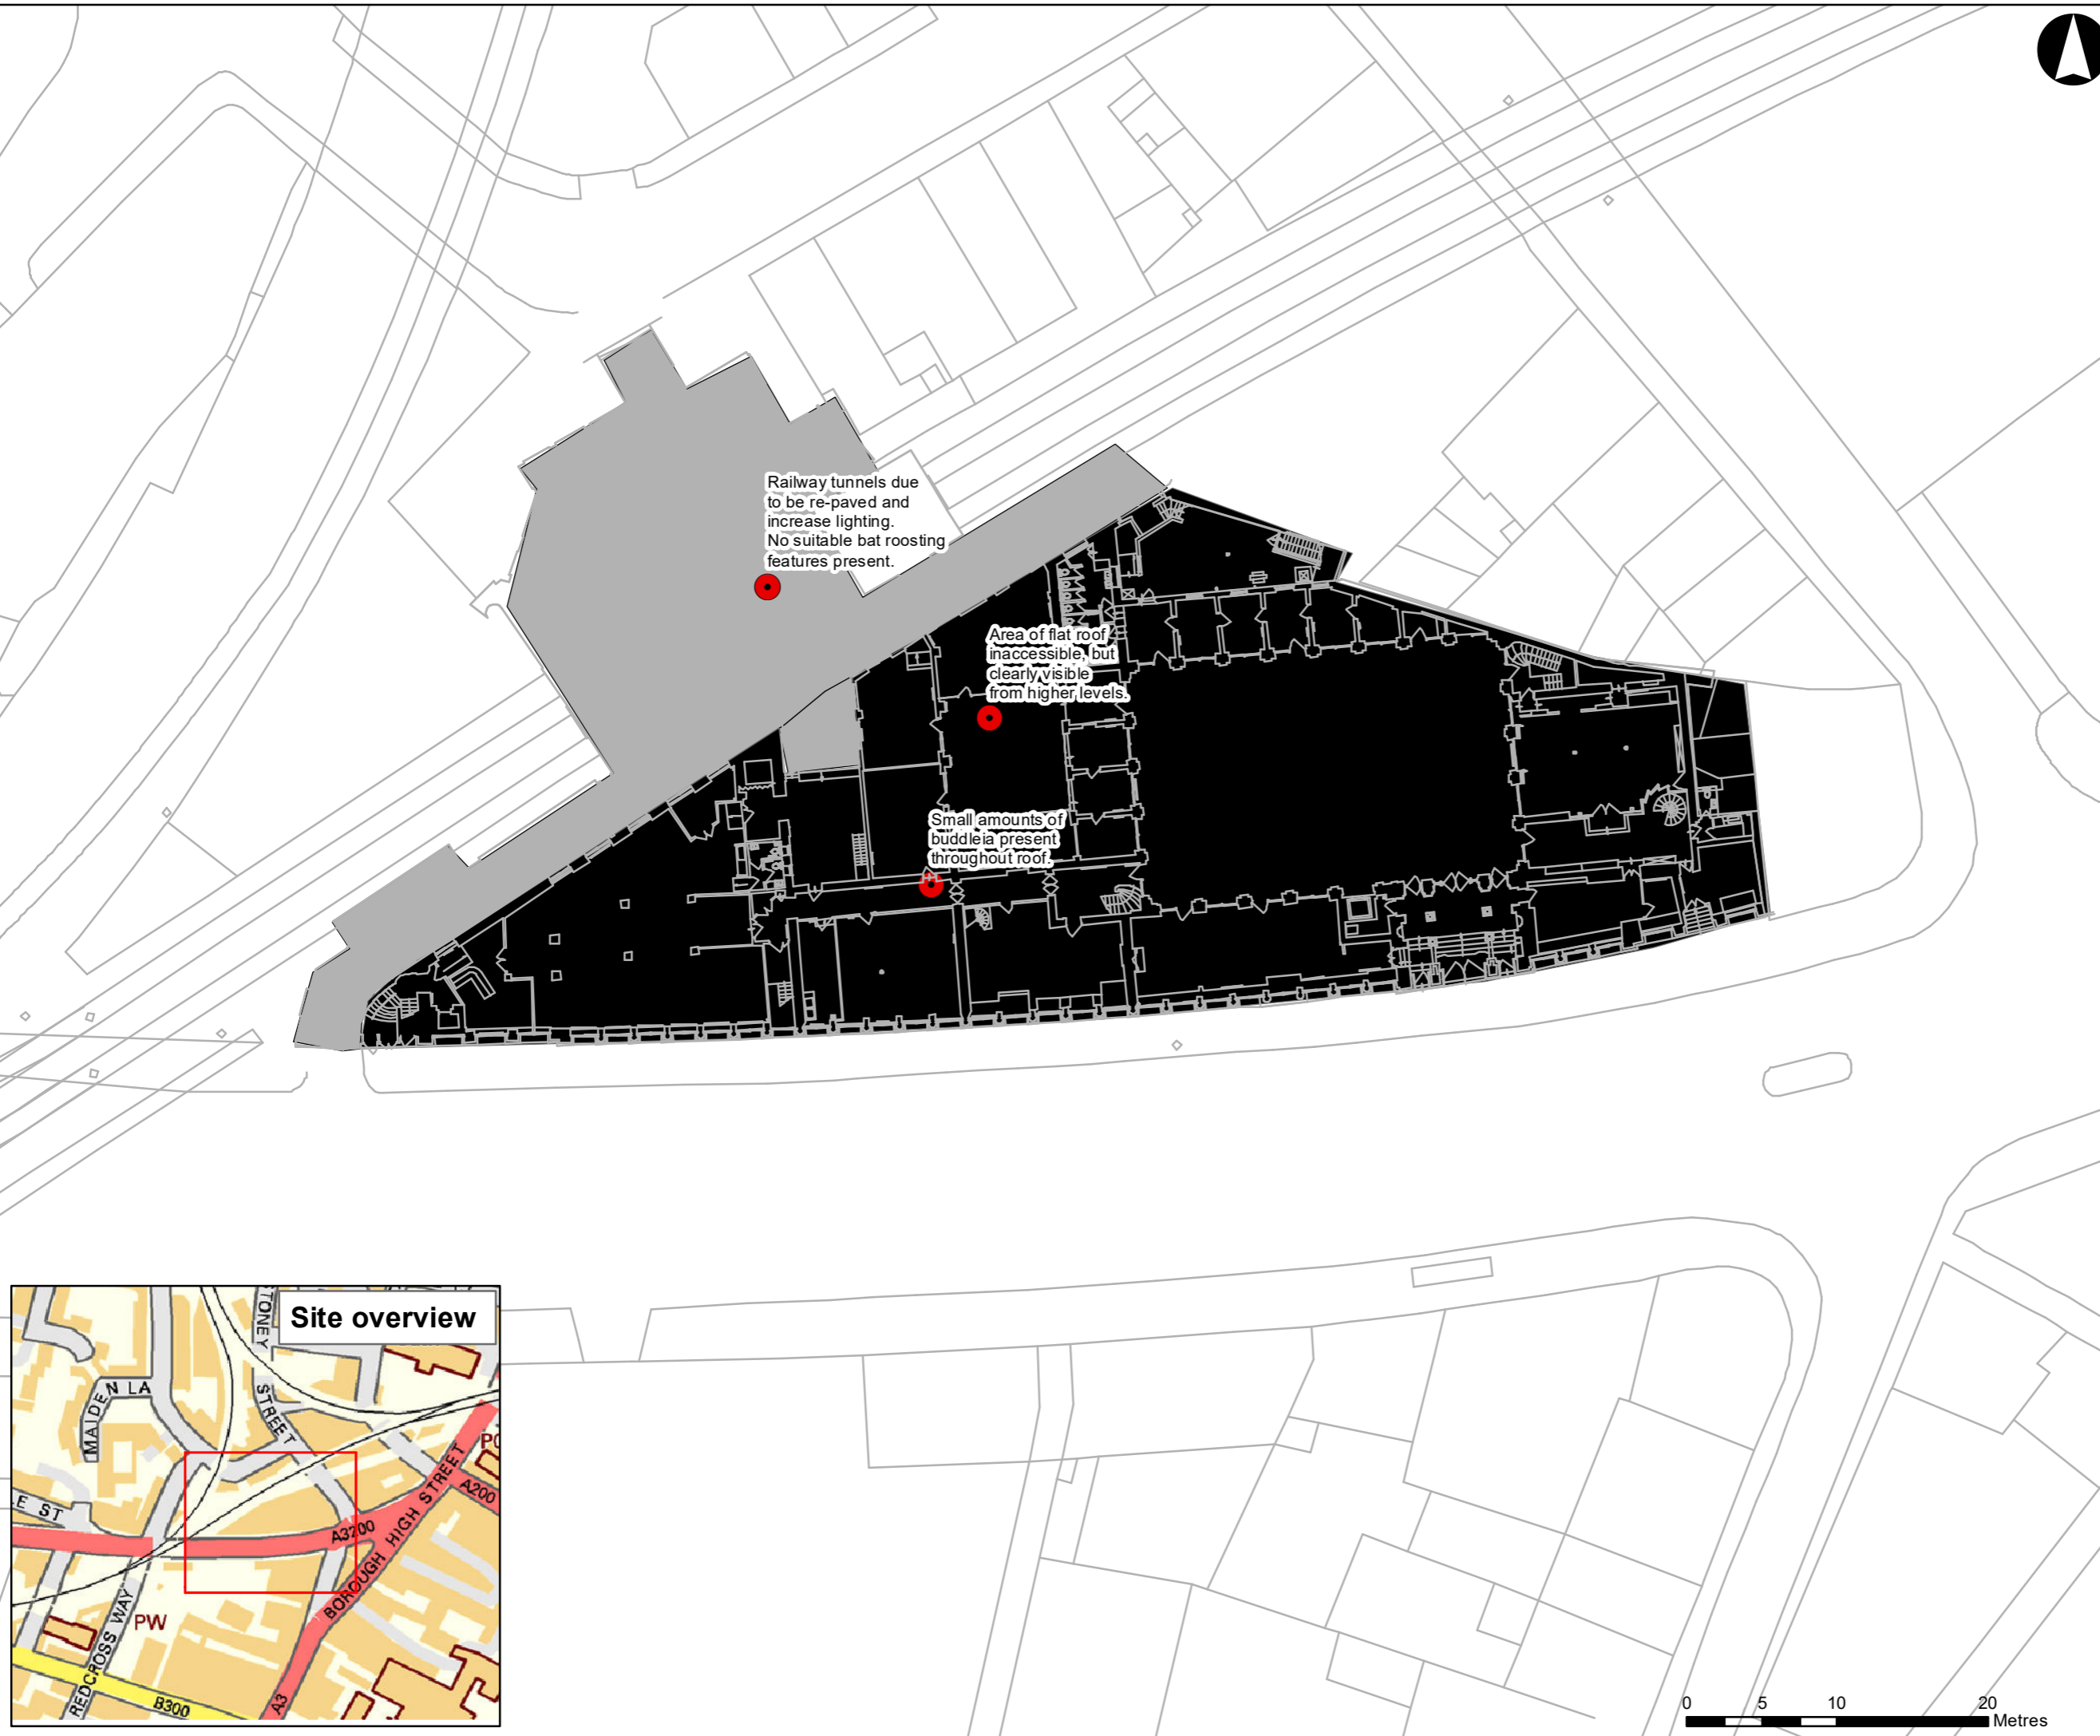 Railway tunnels due
to be re-paved and
increase lighting.
No suitable bat roosting
features present.
Area of flat roof
inaccessible, but
clearly visible
from higher levels.
Small amounts of
buddleia present
throughout roof.
Site overview
TONEY
STREET
MAIDEN LA
E ST
A3200
BOROUGH HIGH STREET
A200
PO
REDCROSS WAY
PW
B300
A3
0 5 10 20
Metres